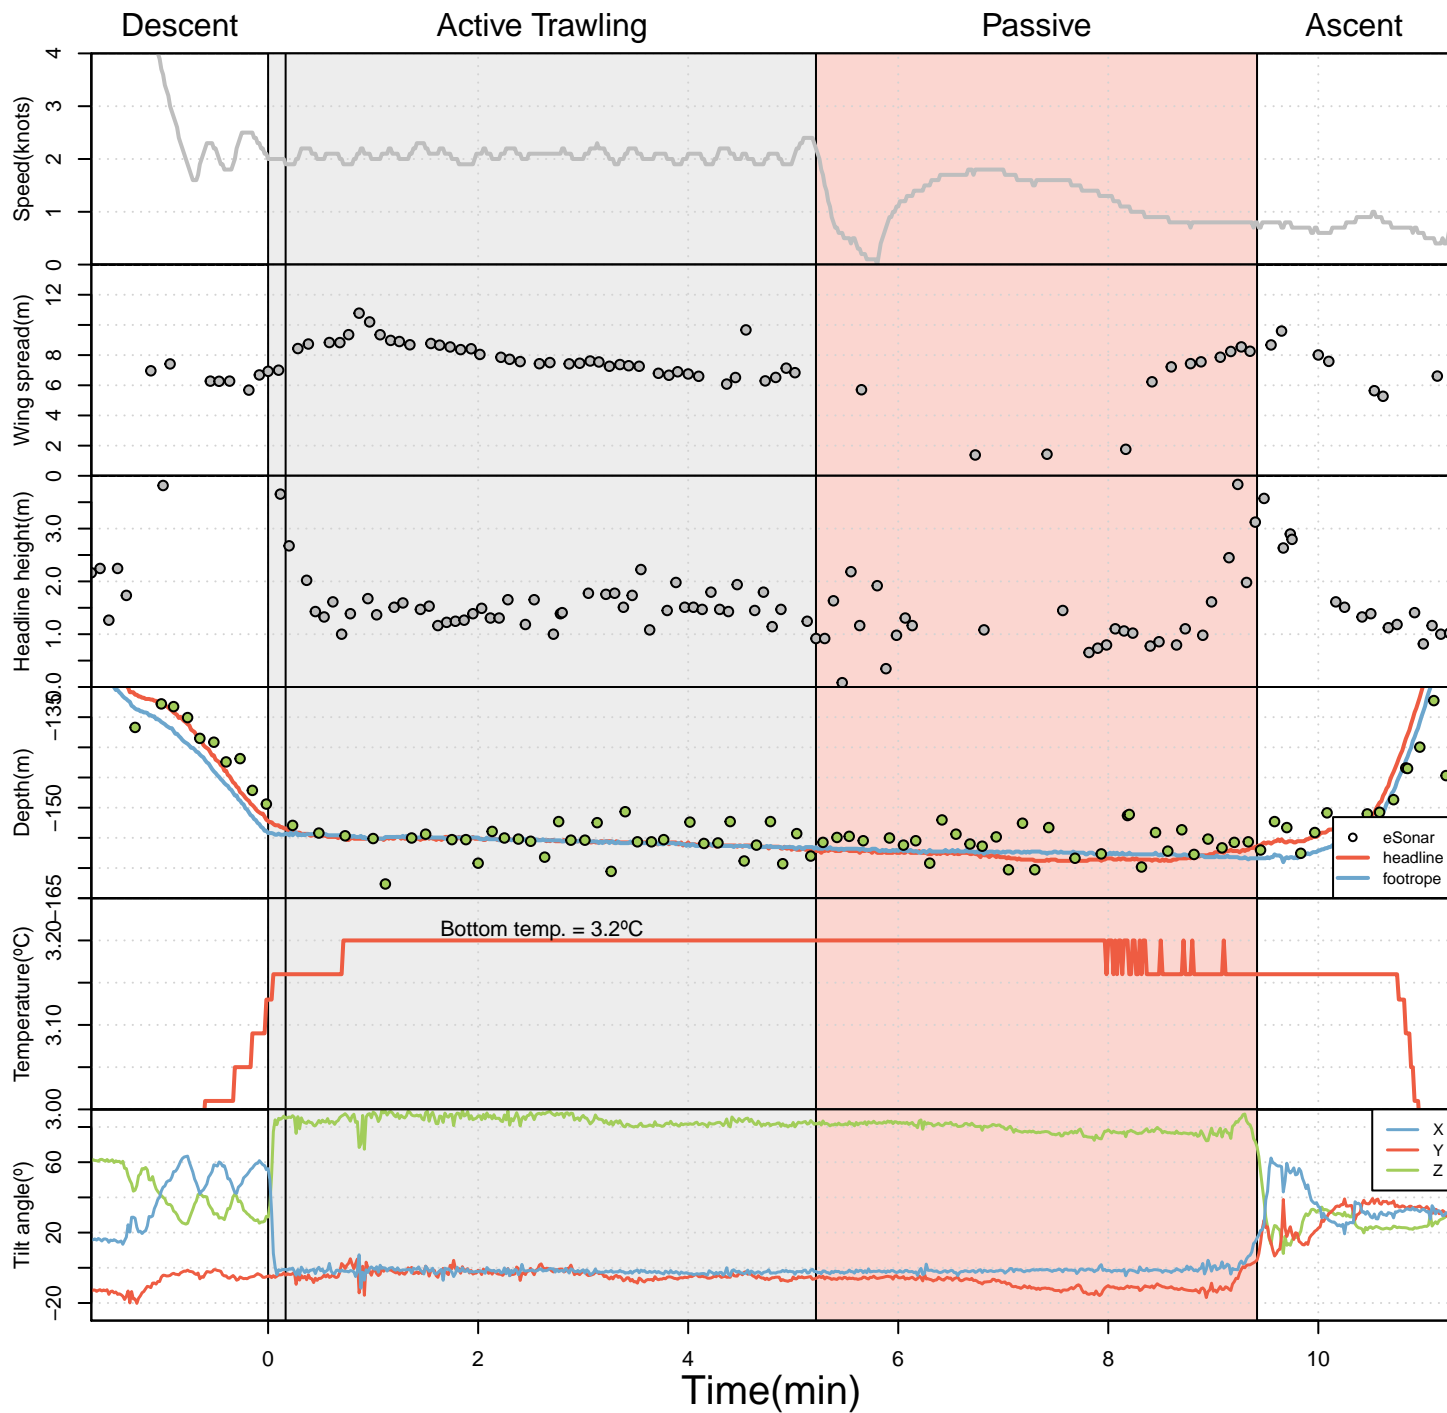 Descent Active Trawling Passive Ascent
Speed(knots)
4
3
2
1
0
Wing spread(m)
12
8
6
4
2
0
Headline height(m)
3.0
2.0
1.0
0.0
Depth(m)
−135
−150
−165
eSonar
headline
footrope
Temperature(ºC)
3.20
3.10
3.00
Bottom temp. = 3.2ºC
Tilt angle(º)
60
20
−20
X
Y
Z
0 2 4 6 8 10
Time(min)